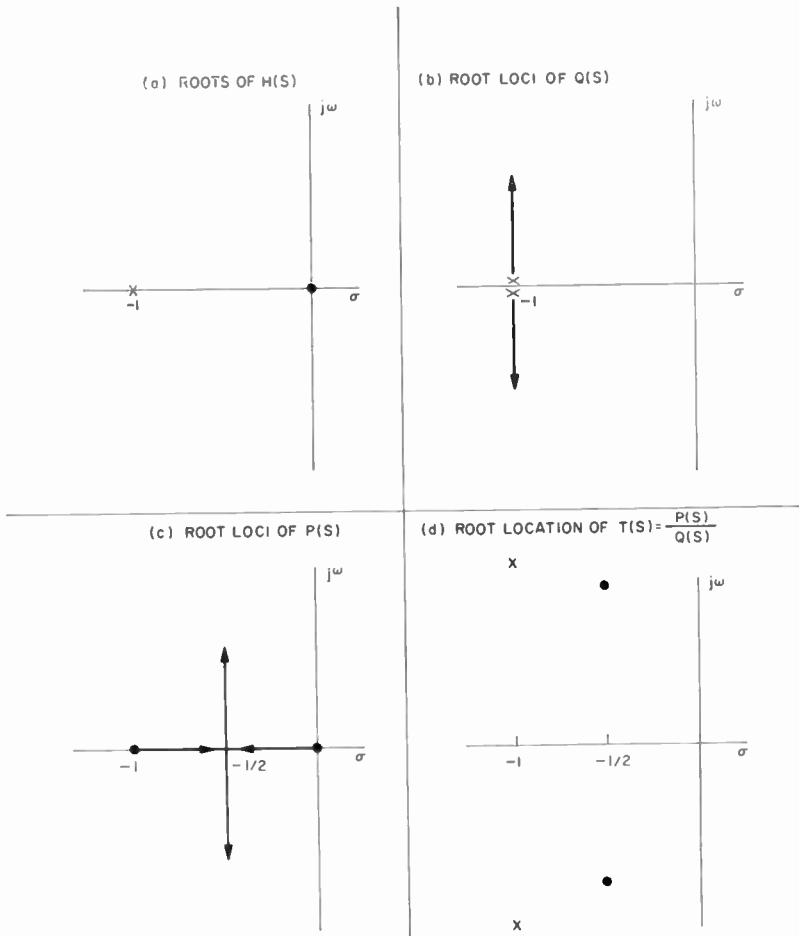 (a) ROOTS OF H(S)
jω
-1
σ
(b) ROOT LOCI OF Q(S)
jω
-1
σ
(c) ROOT LOCI OF P(S)
jω
-1
-1/2
σ
(d) ROOT LOCATION OF T(S)= P(S)
Q(S)
jω
-1
-1/2
σ